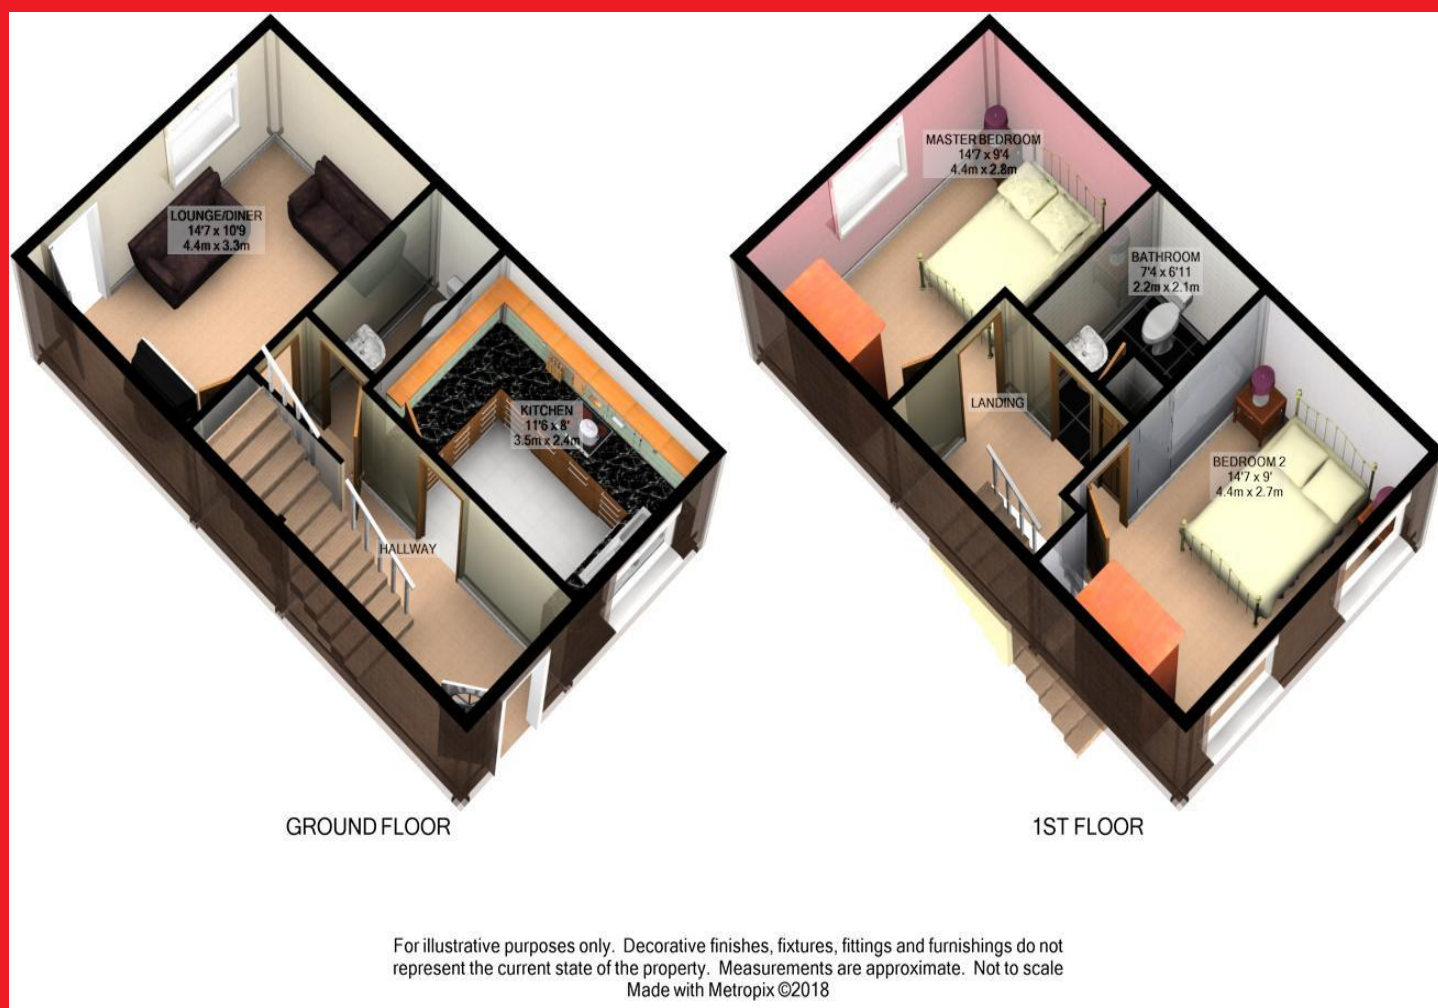 LOUNGE/DINER
14'7 x 10'9
4.4m x 3.3m
KITCHEN
11'6 x 8'
3.5m x 2.4m
HALLWAY
GROUND FLOOR
MASTER BEDROOM
14'7 x 9'4
4.4m x 2.8m
BATHROOM
7'4 x 6'11
2.2m x 2.1m
LANDING
BEDROOM 2
14'7 x 9'
4.4m x 2.7m
1ST FLOOR
For illustrative purposes only. Decorative finishes, fixtures, fittings and furnishings do not
represent the current state of the property. Measurements are approximate. Not to scale
Made with Metropix ©2018